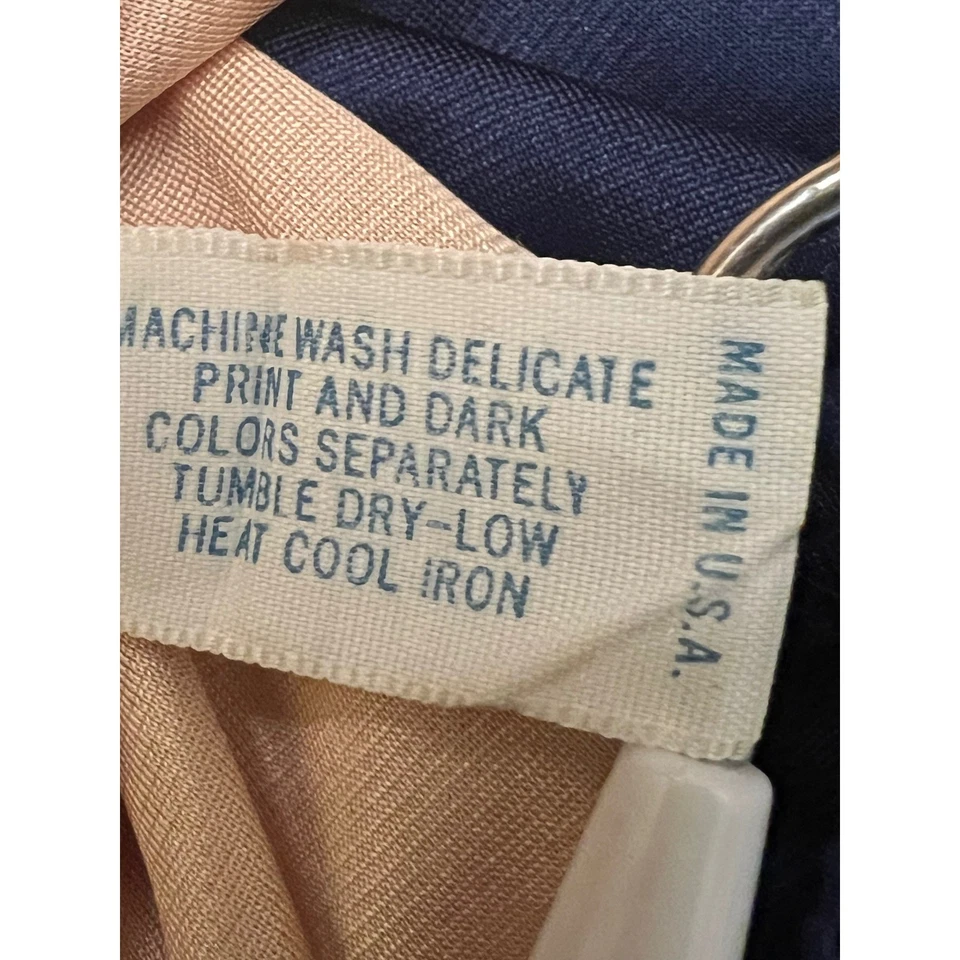 MACHINE WASH DELICATE
PRINT AND DARK
COLORS SEPARATELY
TUMBLE DRY-LOW
HEAT COOL IRON
MADE IN U.S.A.